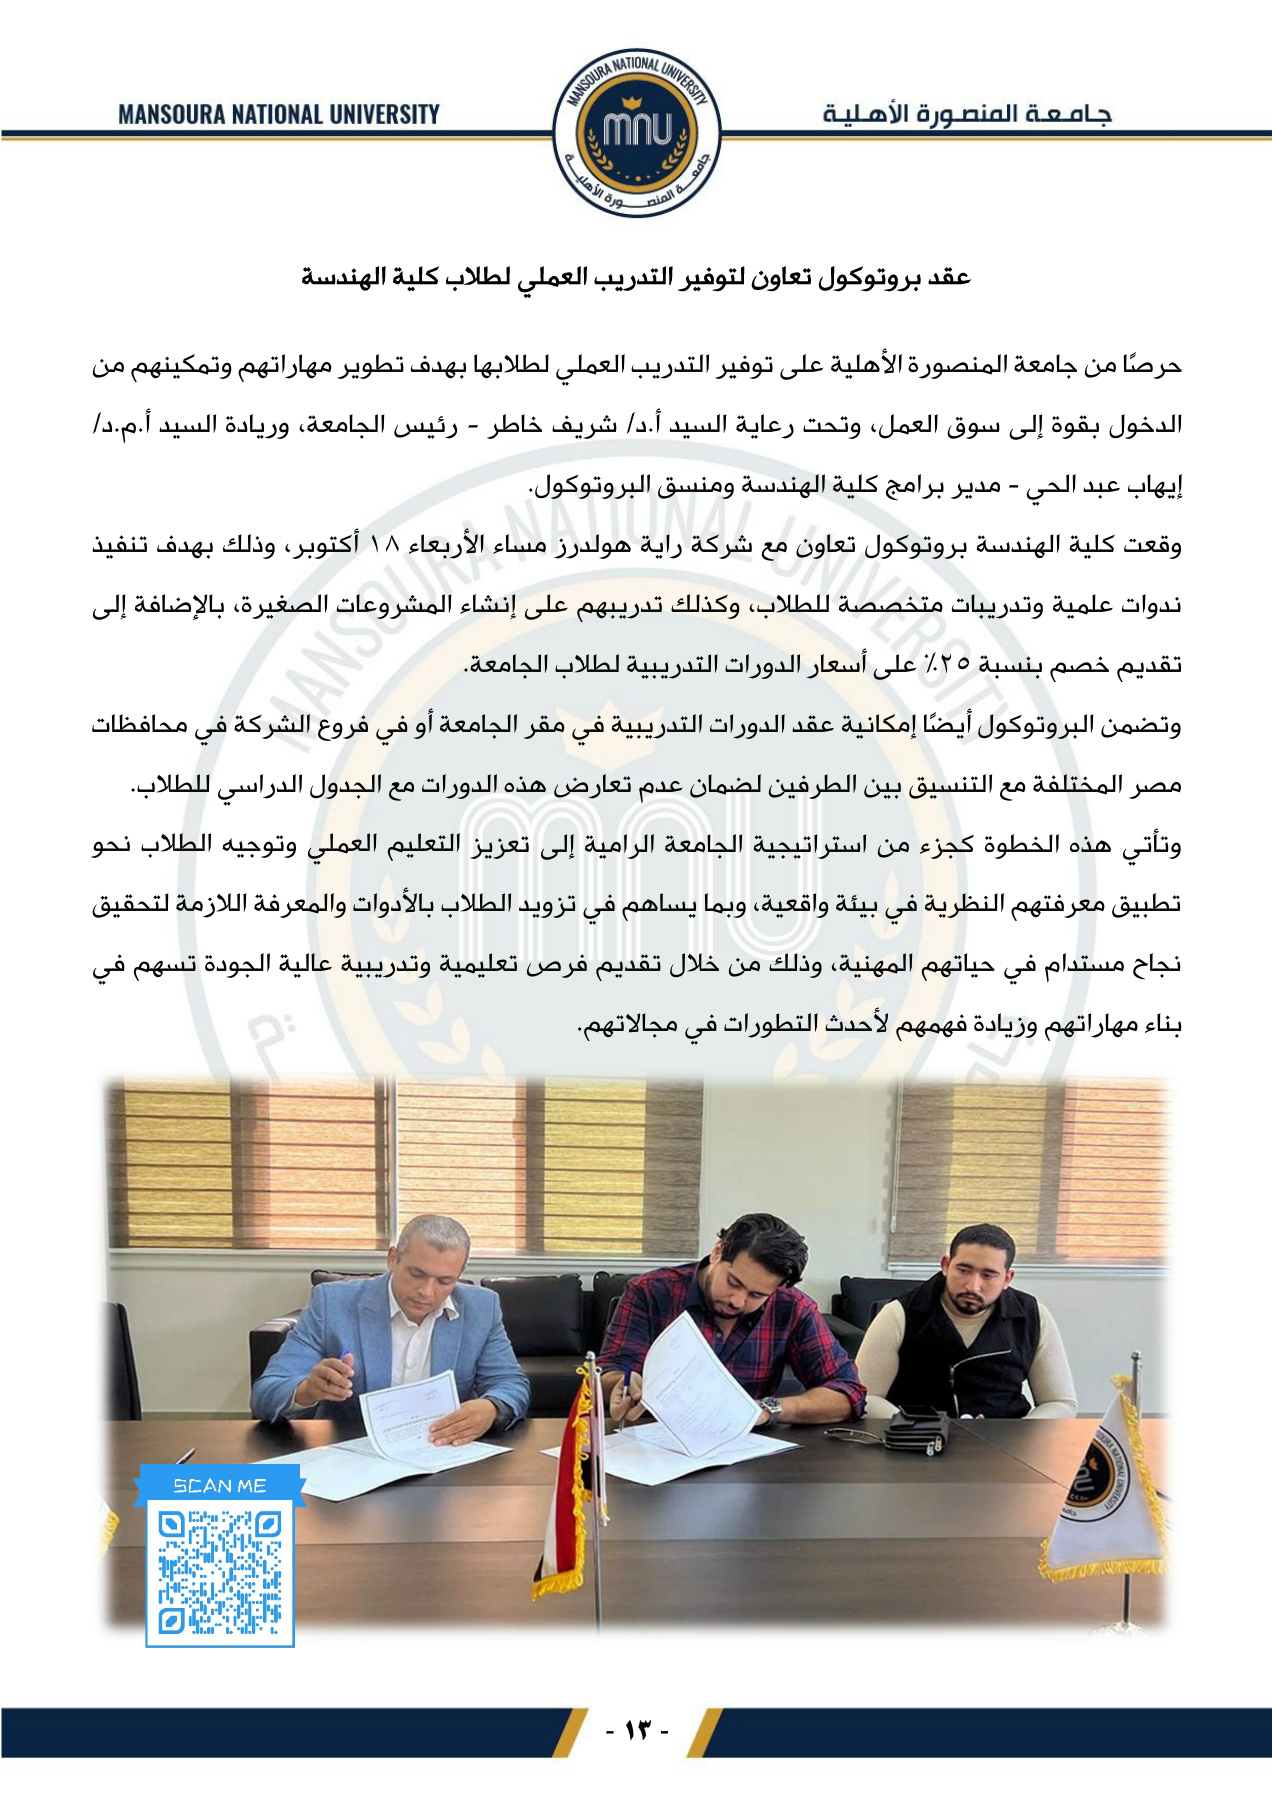 MANSOURA NATIONAL UNIVERSITY
جامعة المنصورة الأهلية
MANSOURA NATIONAL UNIVERSITY
mnu
جامعة المنصورة الأهلية
عقد بروتوكول تعاون لتوفير التدريب العملي لطلاب كلية الهندسة
حرصًا من جامعة المنصورة الأهلية على توفير التدريب العملي لطلابها بهدف تطوير مهاراتهم وتمكينهم من
الدخول بقوة إلى سوق العمل، وتحت رعاية السيد أ.د/ شريف خاطر - رئيس الجامعة، وريادة السيد أ.م.د/
إيهاب عبد الحي - مدير برامج كلية الهندسة ومنسق البروتوكول.
وقعت كلية الهندسة بروتوكول تعاون مع شركة راية هولدرز مساء الأربعاء ١٨ أكتوبر، وذلك بهدف تنفيذ
ندوات علمية وتدريبات متخصصة للطلاب، وكذلك تدريبهم على إنشاء المشروعات الصغيرة، بالإضافة إلى
تقديم خصم بنسبة ٢٥٪ على أسعار الدورات التدريبية لطلاب الجامعة.
وتضمن البروتوكول أيضًا إمكانية عقد الدورات التدريبية في مقر الجامعة أو في فروع الشركة في محافظات
مصر المختلفة مع التنسيق بين الطرفين لضمان عدم تعارض هذه الدورات مع الجدول الدراسي للطلاب.
وتأتي هذه الخطوة كجزء من استراتيجية الجامعة الرامية إلى تعزيز التعليم العملي وتوجيه الطلاب نحو
تطبيق معرفتهم النظرية في بيئة واقعية، وبما يساهم في تزويد الطلاب بالأدوات والمعرفة اللازمة لتحقيق
نجاح مستدام في حياتهم المهنية، وذلك من خلال تقديم فرص تعليمية وتدريبية عالية الجودة تسهم في
بناء مهاراتهم وزيادة فهمهم لأحدث التطورات في مجالاتهم.
MANSOURA NATIONAL UNIVERSITY
mnu
SCAN ME
- ١٣ -